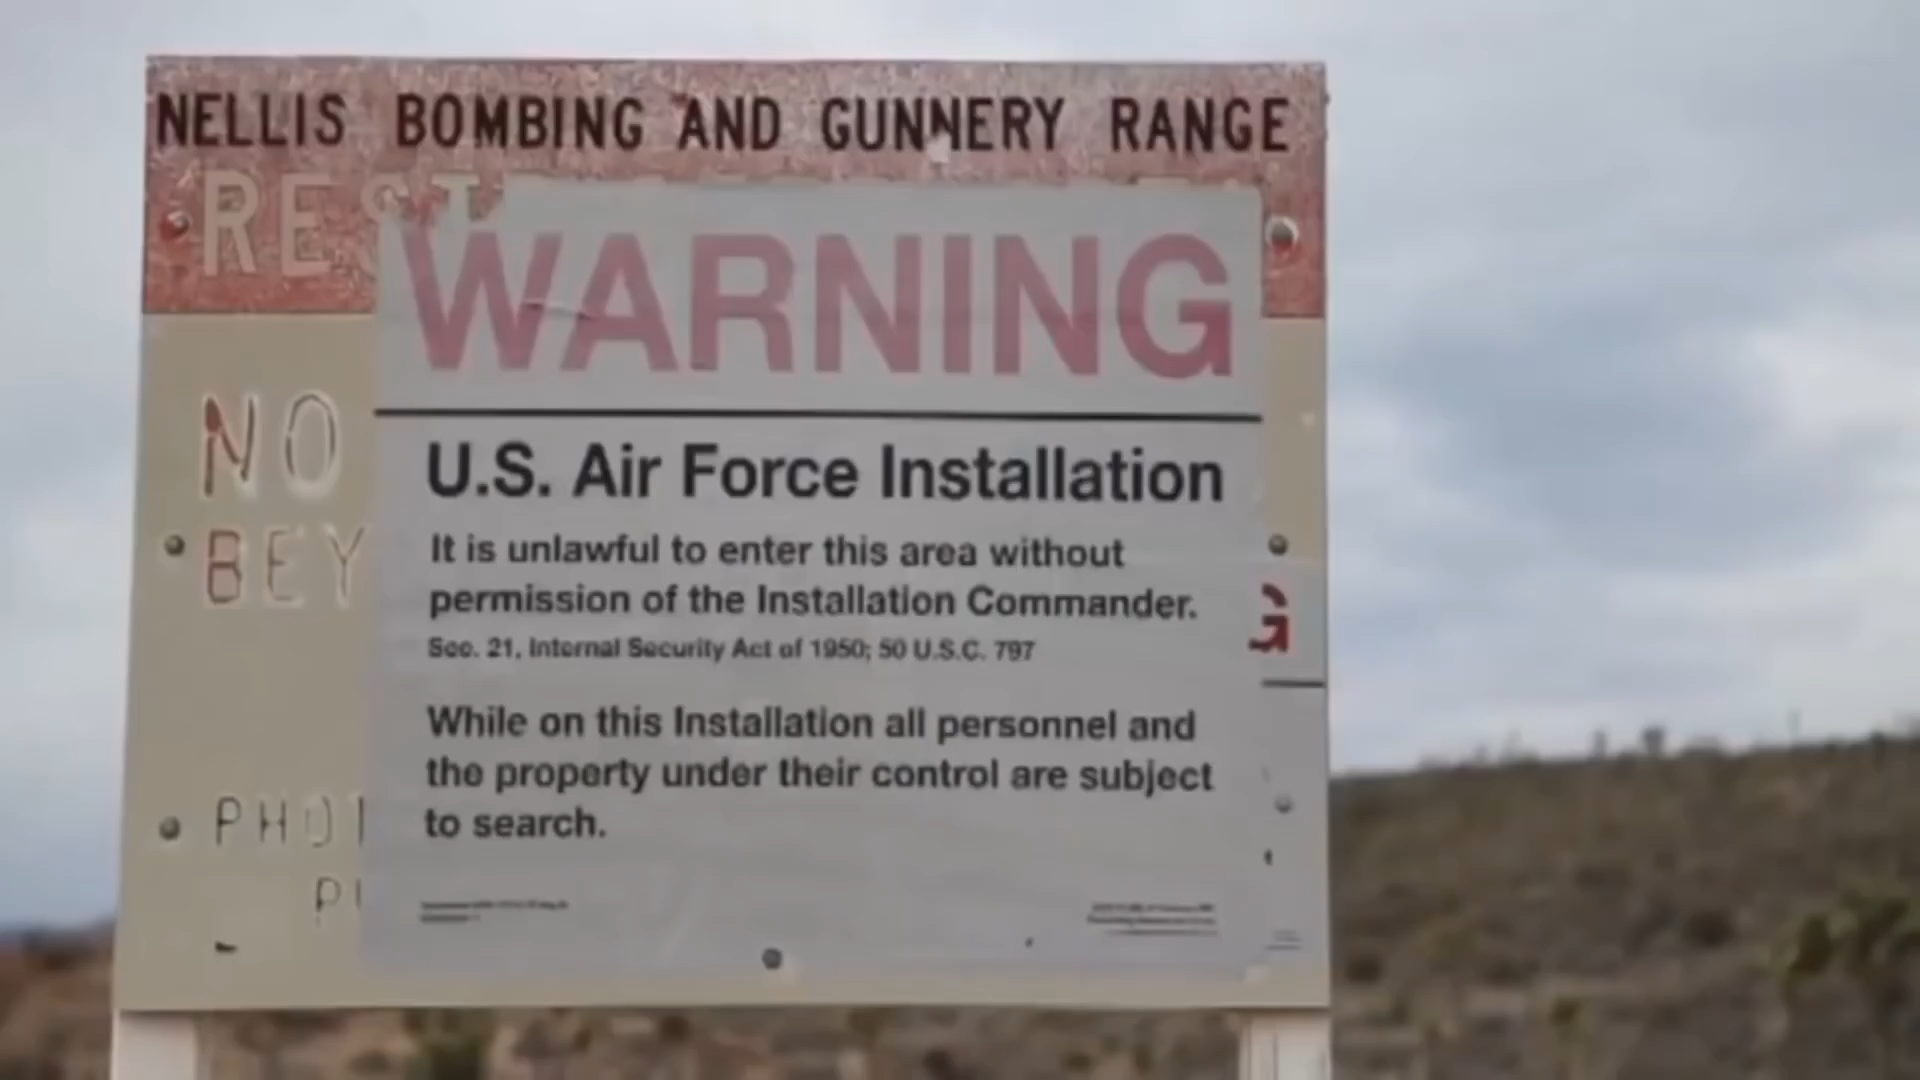 NELLIS BOMBING AND GUNNERY RANGE
REST
WARNING
NO
U.S. Air Force Installation
BEY
It is unlawful to enter this area without
permission of the Installation Commander.
G
Sec. 21, Internal Security Act of 1950; 50 U.S.C. 797
While on this Installation all personnel and
the property under their control are subject
to search.
PHOT